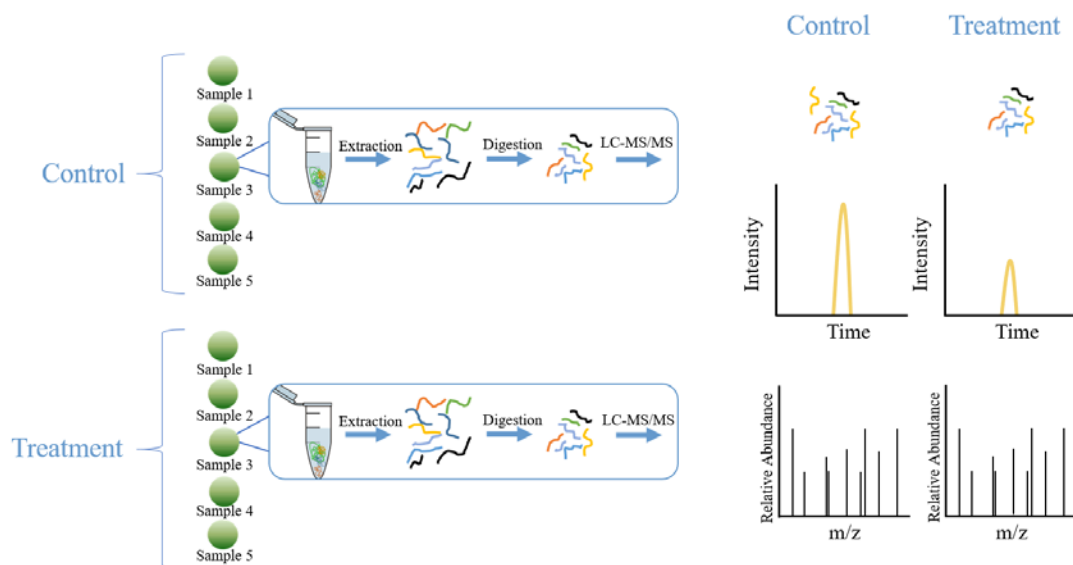 Control
Sample 1
Sample 2
Sample 3
Sample 4
Sample 5
Extraction
Digestion
LC-MS/MS
Treatment
Sample 1
Sample 2
Sample 3
Sample 4
Sample 5
Extraction
Digestion
LC-MS/MS
Control
Treatment
Intensity
Time
Intensity
Time
Relative Abundance
m/z
Relative Abundance
m/z